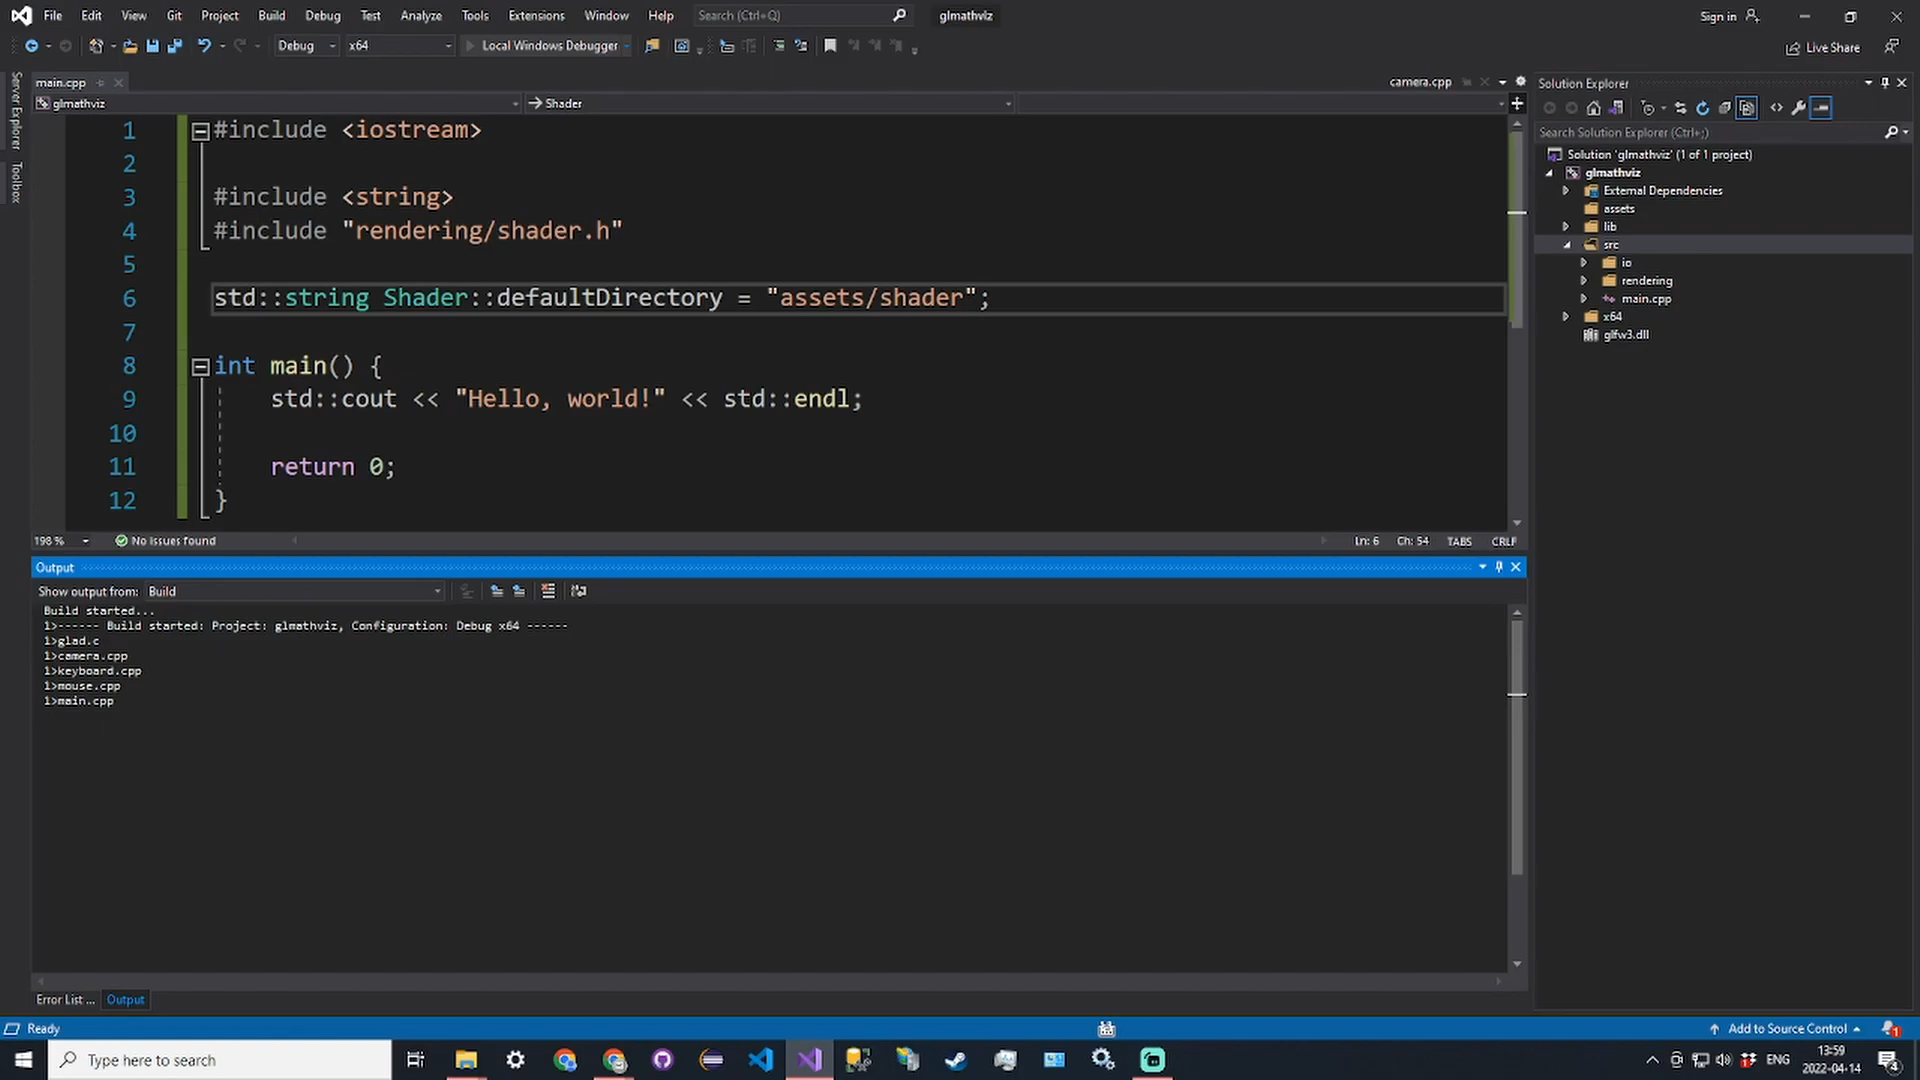 File Edit View Git Project Build Debug Test Analyze Tools Extensions Window Help Search (Ctrl+Q) glmathviz Sign in
Debug x64 Local Windows Debugger Live Share
Server Explorer
Toolbox
main.cpp camera.cpp
glmathviz Shader
1 #include <iostream>
2
3 #include <string>
4 #include "rendering/shader.h"
5
6 std::string Shader::defaultDirectory = "assets/shader";
7
8 int main() {
9 std::cout << "Hello, world!" << std::endl;
10
11 return 0;
12 }
198 % No issues found Ln: 6 Ch: 54 TABS CRLF
Output
Show output from: Build
Build started...
1>------ Build started: Project: glmathviz, Configuration: Debug x64 ------
1>glad.c
1>camera.cpp
1>keyboard.cpp
1>mouse.cpp
1>main.cpp
Error List ... Output
Solution Explorer
Search Solution Explorer (Ctrl+;)
Solution 'glmathviz' (1 of 1 project)
glmathviz
External Dependencies
assets
lib
src
io
rendering
main.cpp
x64
glfw3.dll
Ready Add to Source Control 1
Type here to search ENG 13:59
2022-04-14 4